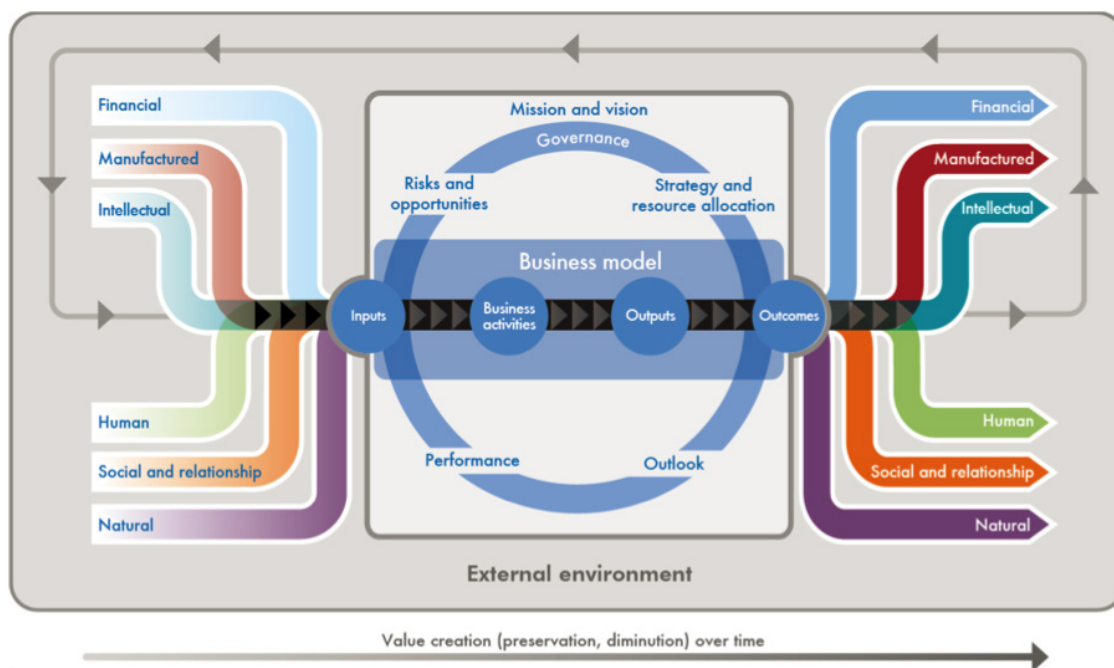 Financial
Manufactured
Intellectual
Human
Social and relationship
Natural
Mission and vision
Governance
Risks and
opportunities
Strategy and
resource allocation
Business model
Inputs
Business
activities
Outputs
Outcomes
Performance
Outlook
Financial
Manufactured
Intellectual
Human
Social and relationship
Natural
External environment
Value creation (preservation, diminution) over time